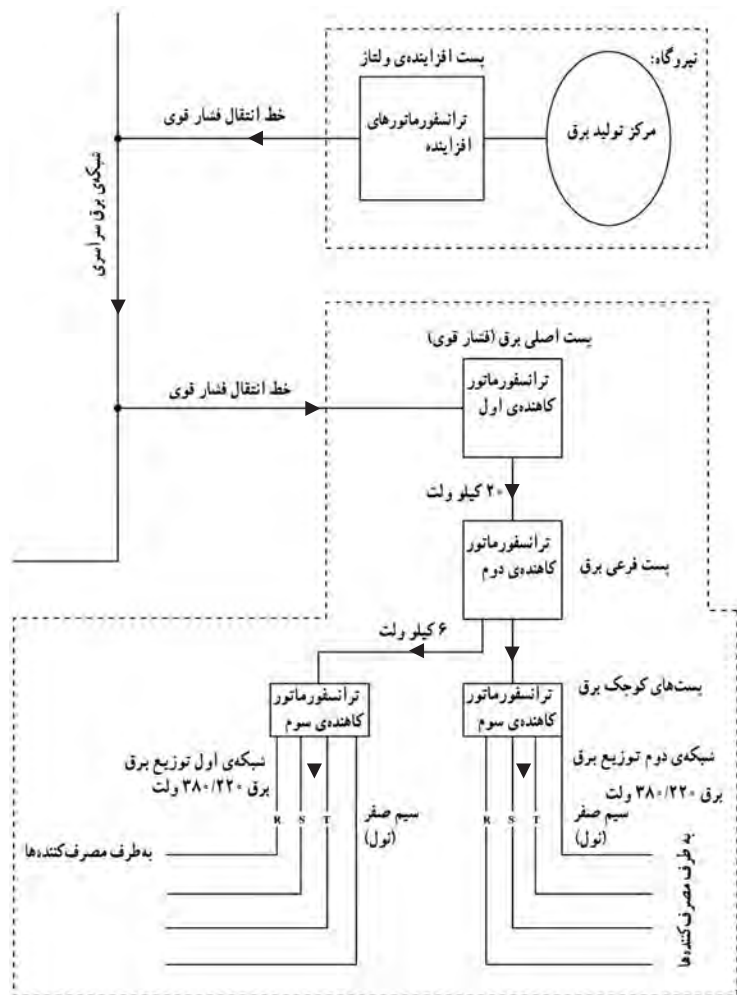 نیروگاه:
پست افزاینده‌ی ولتاژ
مرکز تولید برق
ترانسفورماتورهای
افزاینده
خط انتقال فشار قوی
شبکه‌ی برق سراسری
پست اصلی برق (فشار قوی)
ترانسفورماتور
کاهنده‌ی اول
خط انتقال فشار قوی
۲۰ کیلو ولت
ترانسفورماتور
کاهنده‌ی دوم
پست فرعی برق
۶ کیلو ولت
پست‌های کوچک برق
ترانسفورماتور
کاهنده‌ی سوم
ترانسفورماتور
کاهنده‌ی سوم
شبکه‌ی دوم توزیع برق
برق ۳۸۰/۲۲۰ ولت
شبکه‌ی اول توزیع برق
برق ۳۸۰/۲۲۰ ولت
سیم صفر
(نول)
R S T
سیم صفر
(نول)
R S T
به طرف مصرف‌کننده‌ها
به‌طرف مصرف‌کننده‌ها